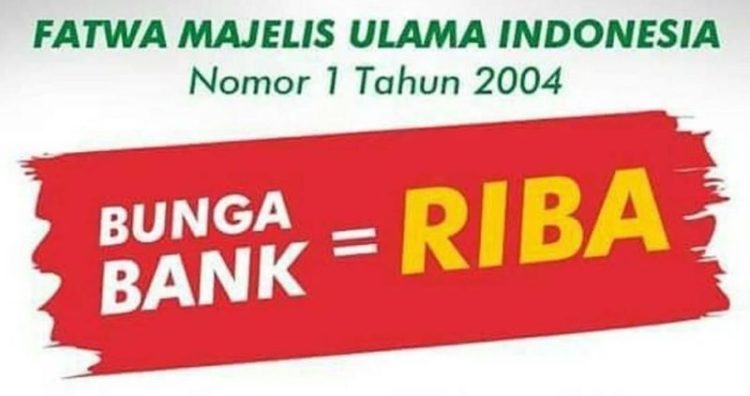 FATWA MAJELIS ULAMA INDONESIA
Nomor 1 Tahun 2004
BUNGA
BANK = RIBA